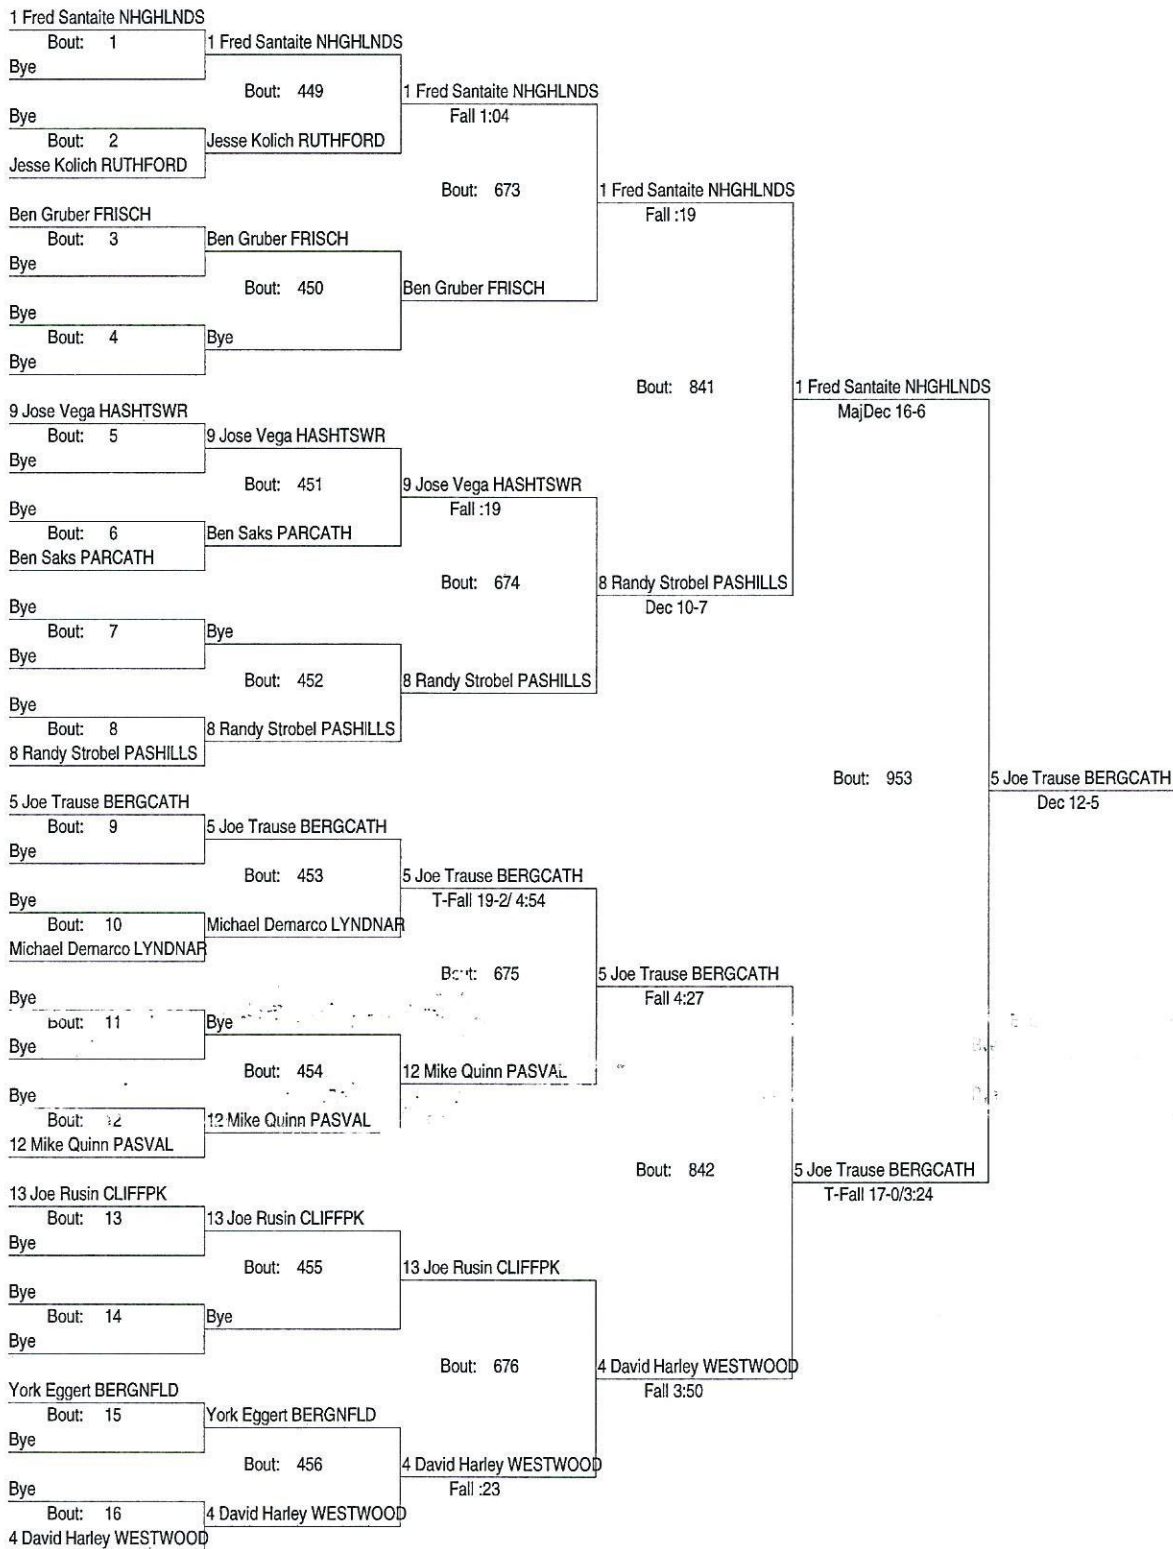 1 Fred Santaite NHGHLNDS
Bout: 1
Bye
1 Fred Santaite NHGHLNDS
Bout: 449
Bye
Bout: 2
Jesse Kolich RUTHFORD
Jesse Kolich RUTHFORD
1 Fred Santaite NHGHLNDS
Fall 1:04
Bout: 673
Ben Gruber FRISCH
Bout: 3
Bye
Ben Gruber FRISCH
Bout: 450
Bye
Bout: 4
Bye
Bye
Ben Gruber FRISCH
1 Fred Santaite NHGHLNDS
Fall :19
Bout: 841
9 Jose Vega HASHTSWR
Bout: 5
Bye
9 Jose Vega HASHTSWR
Bout: 451
Bye
Bout: 6
Ben Saks PARCATH
Ben Saks PARCATH
9 Jose Vega HASHTSWR
Fall :19
Bout: 674
Bye
Bout: 7
Bye
Bye
Bout: 452
Bye
Bout: 8
8 Randy Strobel PASHILLS
8 Randy Strobel PASHILLS
8 Randy Strobel PASHILLS
8 Randy Strobel PASHILLS
Dec 10-7
1 Fred Santaite NHGHLNDS
MajDec 16-6
Bout: 953
5 Joe Trause BERGCATH
Dec 12-5
5 Joe Trause BERGCATH
Bout: 9
Bye
5 Joe Trause BERGCATH
Bout: 453
Bye
Bout: 10
Michael Demarco LYNDNAR
Michael Demarco LYNDNAR
5 Joe Trause BERGCATH
T-Fall 19-2/ 4:54
Bout: 675
Bye
Bout: 11
Bye
Bye
Bout: 454
Bye
Bout: 12
12 Mike Quinn PASVAL
12 Mike Quinn PASVAL
12 Mike Quinn PASVAL
5 Joe Trause BERGCATH
Fall 4:27
Bout: 842
5 Joe Trause BERGCATH
T-Fall 17-0/3:24
13 Joe Rusin CLIFFPK
Bout: 13
Bye
13 Joe Rusin CLIFFPK
Bout: 455
Bye
Bout: 14
Bye
Bye
13 Joe Rusin CLIFFPK
Bout: 676
York Eggert BERGNFLD
Bout: 15
Bye
York Eggert BERGNFLD
Bout: 456
Bye
Bout: 16
4 David Harley WESTWOOD
4 David Harley WESTWOOD
4 David Harley WESTWOOD
Fall :23
4 David Harley WESTWOOD
Fall 3:50